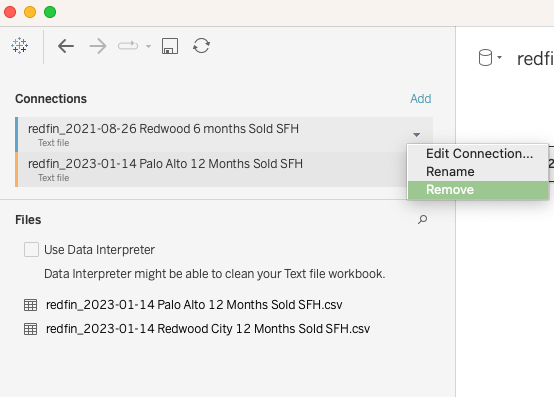 redfin
Connections Add
redfin_2021-08-26 Redwood 6 months Sold SFH
Text file
redfin_2023-01-14 Palo Alto 12 Months Sold SFH
Text file
Edit Connection...
Rename
Remove
2
Files
Use Data Interpreter
Data Interpreter might be able to clean your Text file workbook.
redfin_2023-01-14 Palo Alto 12 Months Sold SFH.csv
redfin_2023-01-14 Redwood City 12 Months Sold SFH.csv